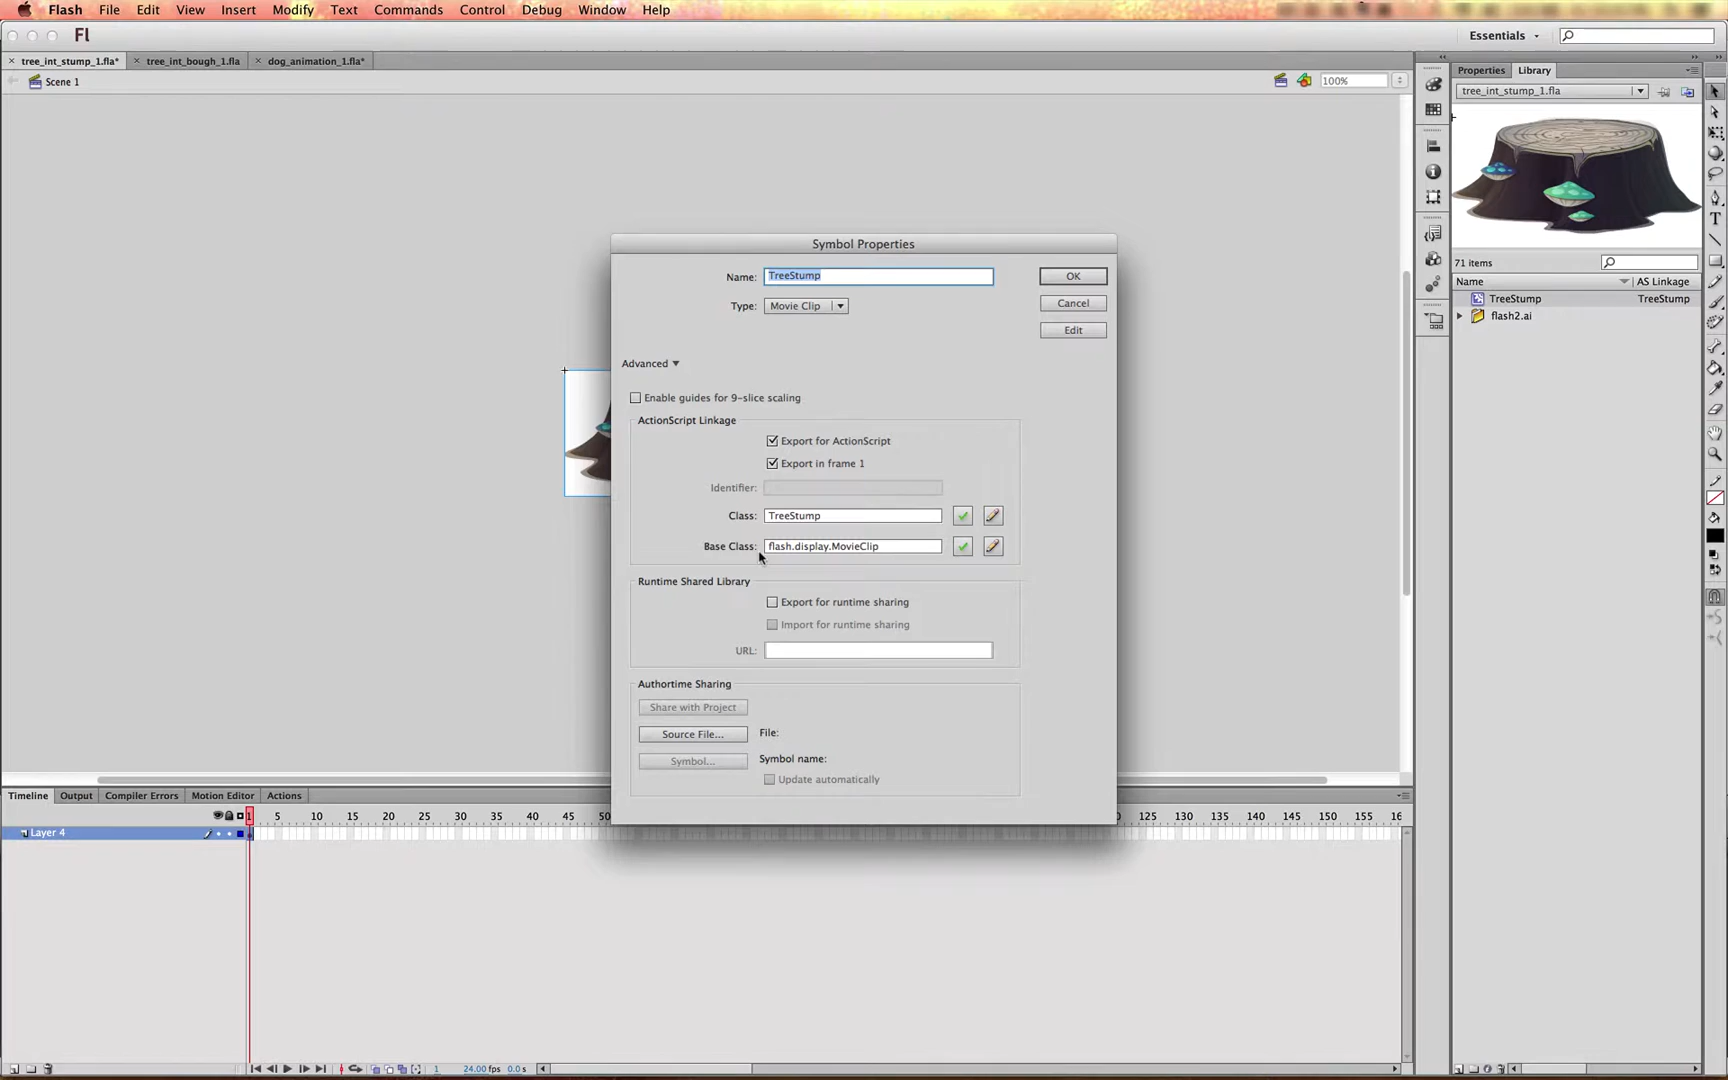 Flash File Edit View Insert Modify Text Commands Control Debug Window Help
Fl Essentials
tree_int_stump_1.fla* tree_int_bough_1.fla dog_animation_1.fla*
Scene 1 100%
Properties Library
tree_int_stump_1.fla
71 items
Name AS Linkage
TreeStump TreeStump
flash2.ai
Symbol Properties
Name: TreeStump OK
Type: Movie Clip Cancel
Edit
Advanced
Enable guides for 9-slice scaling
ActionScript Linkage
Export for ActionScript
Export in frame 1
Identifier:
Class: TreeStump
Base Class: flash.display.MovieClip
Runtime Shared Library
Export for runtime sharing
Import for runtime sharing
URL:
Authortime Sharing
Share with Project
Source File... File:
Symbol... Symbol name:
Update automatically
Timeline Output Compiler Errors Motion Editor Actions
1 5 10 15 20 25 30 35 40 45 50 120 125 130 135 140 145 150 155 16
Layer 4
1 24.00 fps 0.0 s